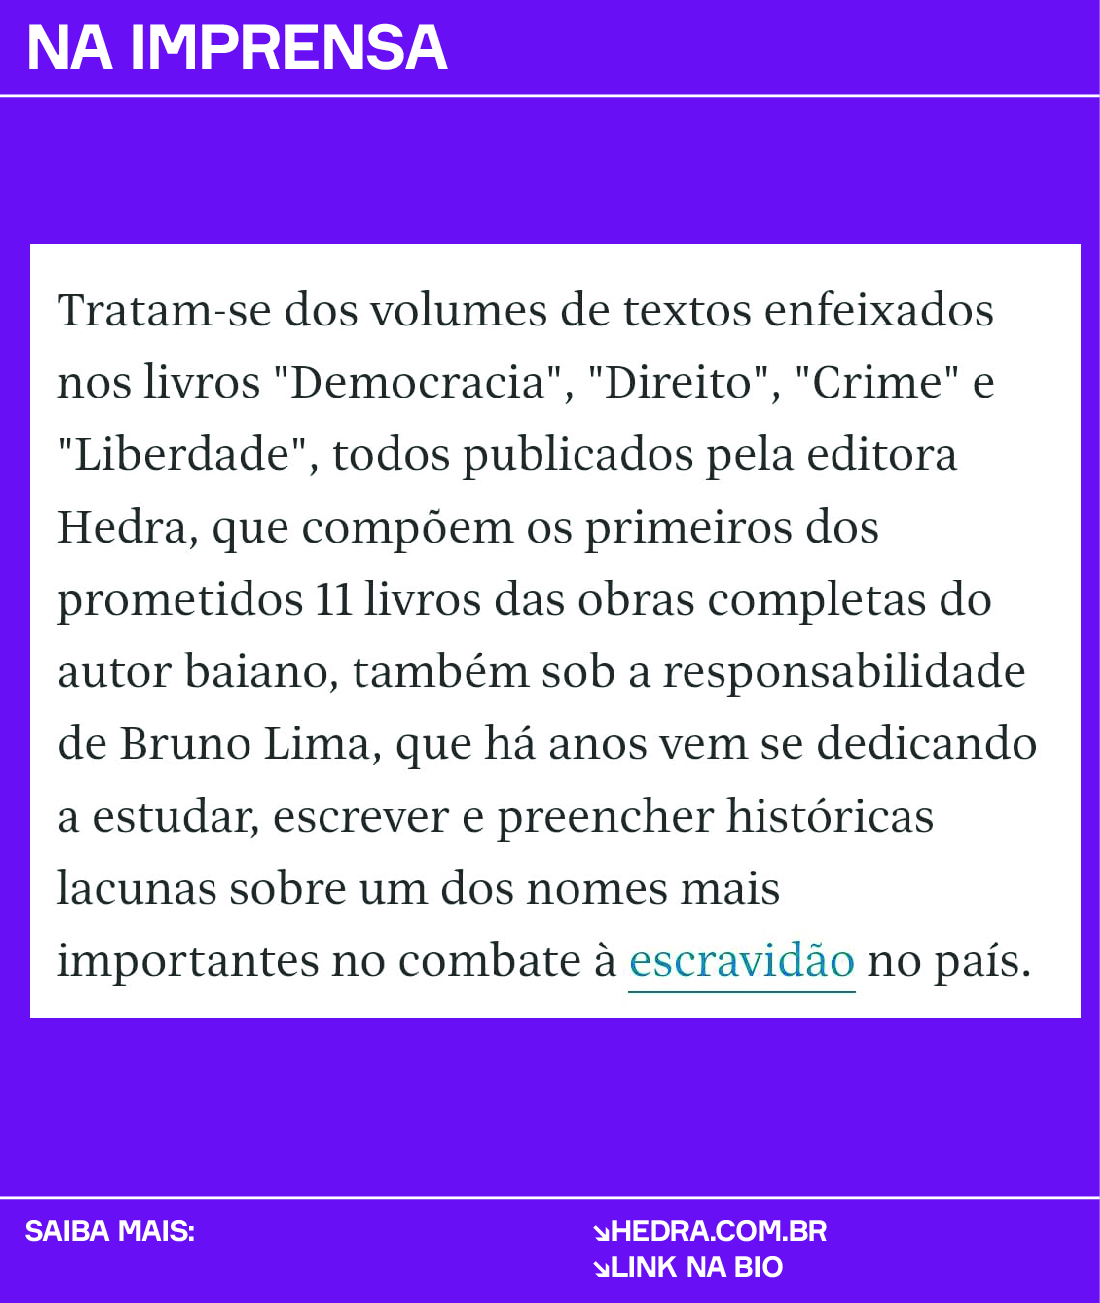 NA IMPRENSA
Tratam-se dos volumes de textos enfeixados
nos livros "Democracia", "Direito", "Crime" e
"Liberdade", todos publicados pela editora
Hedra, que compõem os primeiros dos
prometidos 11 livros das obras completas do
autor baiano, também sob a responsabilidade
de Bruno Lima, que há anos vem se dedicando
a estudar, escrever e preencher históricas
lacunas sobre um dos nomes mais
importantes no combate à escravidão no país.
SAIBA MAIS:
↘HEDRA.COM.BR
↘LINK NA BIO